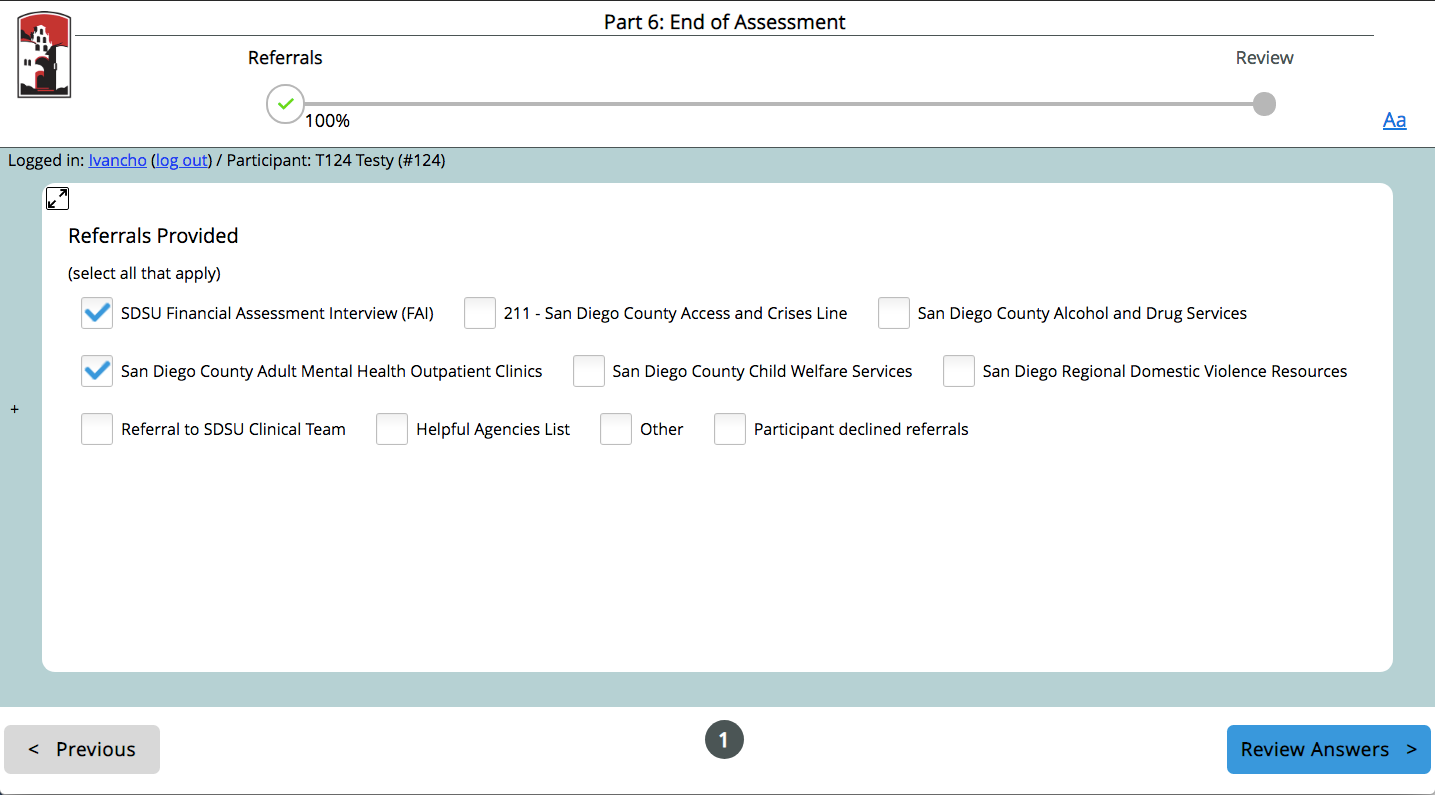 Part 6: End of Assessment
Referrals Review
100%
Aa
Logged in: Ivancho (log out) / Participant: T124 Testy (#124)
Referrals Provided
(select all that apply)
SDSU Financial Assessment Interview (FAI) 211 - San Diego County Access and Crises Line San Diego County Alcohol and Drug Services
San Diego County Adult Mental Health Outpatient Clinics San Diego County Child Welfare Services San Diego Regional Domestic Violence Resources
+
Referral to SDSU Clinical Team Helpful Agencies List Other Participant declined referrals
< Previous 1 Review Answers >